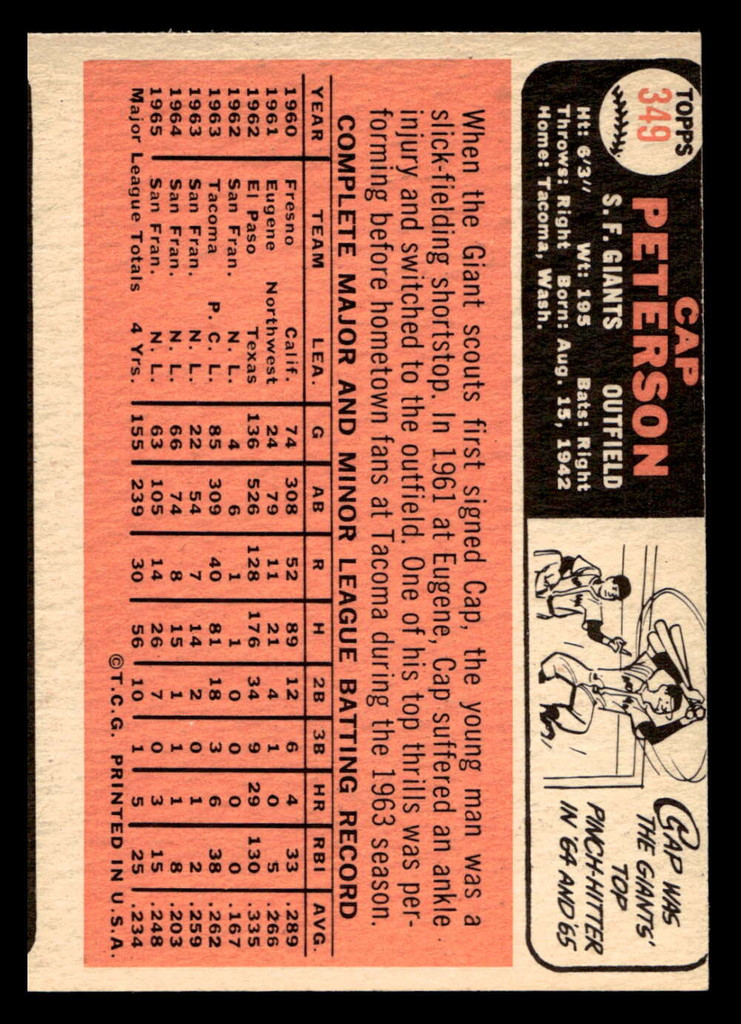 TOPPS
349
CAP
PETERSON
S. F. GIANTS OUTFIELD
Ht: 6'3" Wt: 195 Bats: Right
Throws: Right Born: Aug. 15, 1942
Home: Tacoma, Wash.
CAP WAS
THE GIANTS'
TOP
PINCH-HITTER
IN '64 AND '65
When the Giant scouts first signed Cap, the young man was a
slick-fielding shortstop. In 1961 at Eugene, Cap suffered an ankle
injury and switched to the outfield. One of his top thrills was per-
forming before hometown fans at Tacoma during the 1963 season.
COMPLETE MAJOR AND MINOR LEAGUE BATTING RECORD
YEAR TEAM LEA. G AB R H 2B 3B HR RBI AVG.
1960 Fresno Calif. 74 308 52 89 12 6 4 33 .289
1961 Eugene Northwest 24 79 11 21 4 1 0 5 .266
1962 El Paso Texas 136 526 128 176 34 9 29 130 .335
1962 San Fran. N. L. 4 6 1 1 0 0 0 0 .167
1963 Tacoma P. C. L. 85 309 40 81 18 3 6 38 .262
1963 San Fran. N. L. 22 54 7 14 2 0 1 2 .259
1964 San Fran. N. L. 66 74 8 15 1 1 1 8 .203
1965 San Fran. N. L. 63 105 14 26 7 0 3 15 .248
Major League Totals 4 Yrs. 155 239 30 56 10 1 5 25 .234
©T.C.G. PRINTED IN U.S.A.